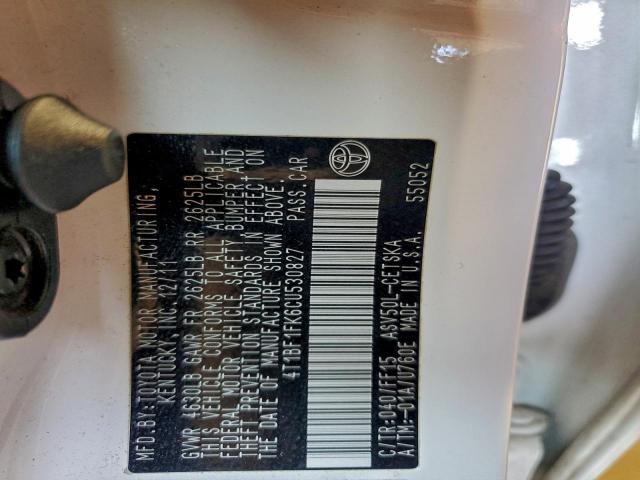 MFD.BY:TOYOTA MOTOR MANUFACTURING,
KENTUCKY, INC. 12/11
GVWR 4630LB GAWR FR 2625LB RR 2625LB
THIS VEHICLE CONFORMS TO ALL APPLICABLE
FEDERAL MOTOR VEHICLE SAFETY, BUMPER AND
THEFT PREVENTION STANDARDS IN EFFECT ON
THE DATE OF MANUFACTURE SHOWN ABOVE.
4T1BF1FK6CU530827 PASS.CAR
C/TR:040/FF15 ASV50L-CETSKA
A/TM:-01A/U760E MADE IN U.S.A. 55052